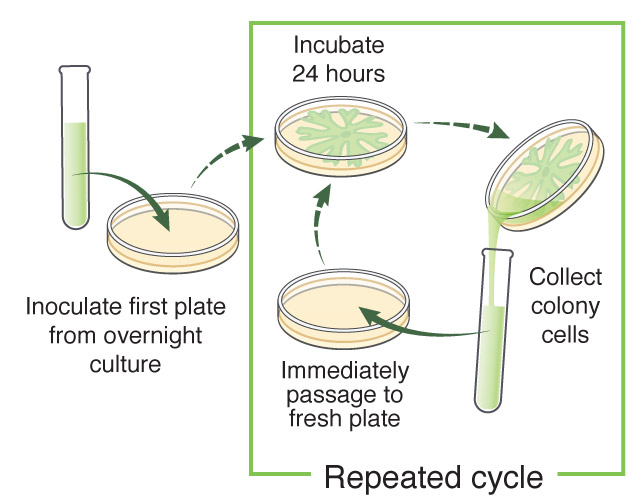 Incubate
24 hours
Inoculate first plate
from overnight
culture
Collect
colony
cells
Immediately
passage to
fresh plate
Repeated cycle